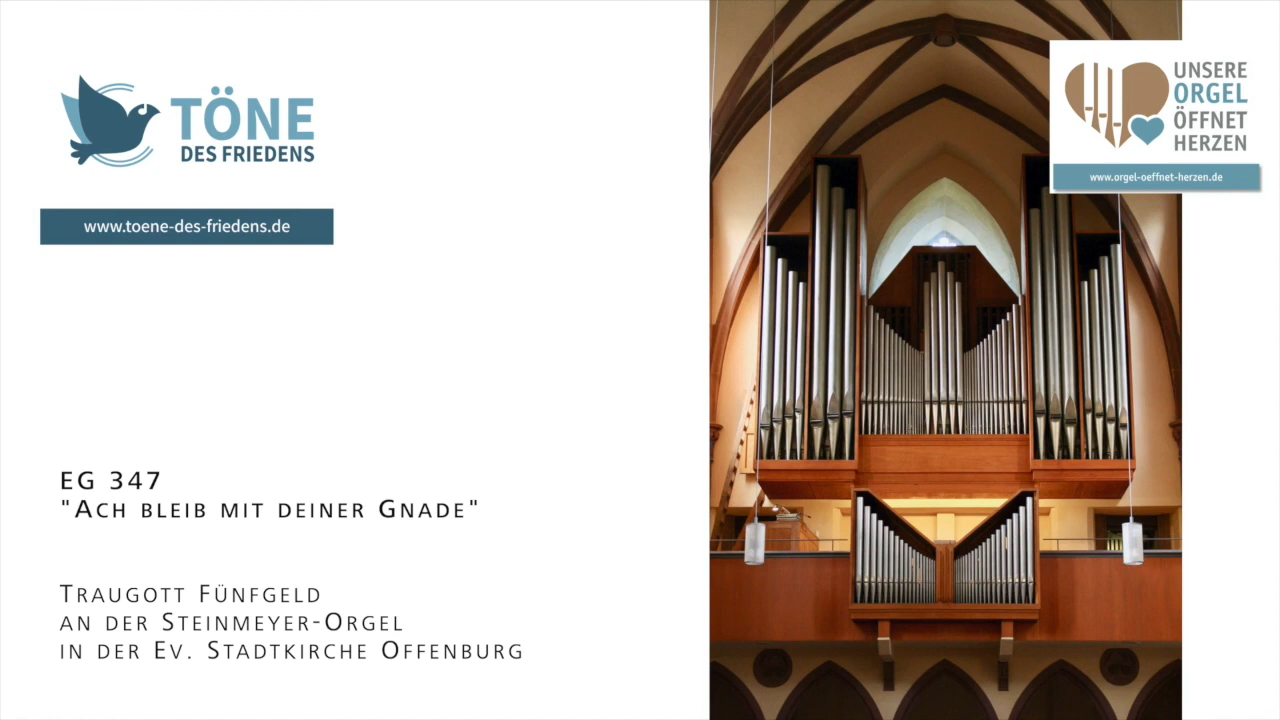 TÖNE
DES FRIEDENS
www.toene-des-friedens.de
UNSERE
ORGEL
ÖFFNET
HERZEN
www.orgel-oeffnet-herzen.de
EG 347
"Ach bleib mit deiner Gnade"
Traugott Fünfgeld
an der Steinmeyer-Orgel
in der Ev. Stadtkirche Offenburg